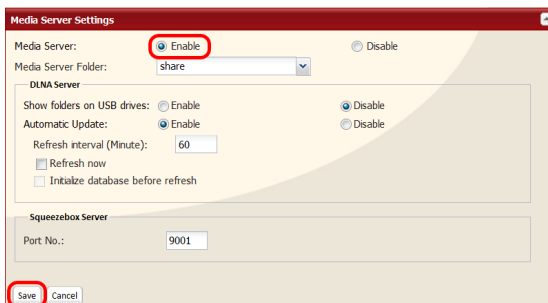 Media Server Settings
Media Server: Enable Disable
Media Server Folder: share
DLNA Server
Show folders on USB drives: Enable Disable
Automatic Update: Enable Disable
Refresh interval (Minute): 60
Refresh now
Initialize database before refresh
Squeezebox Server
Port No.: 9001
Save Cancel